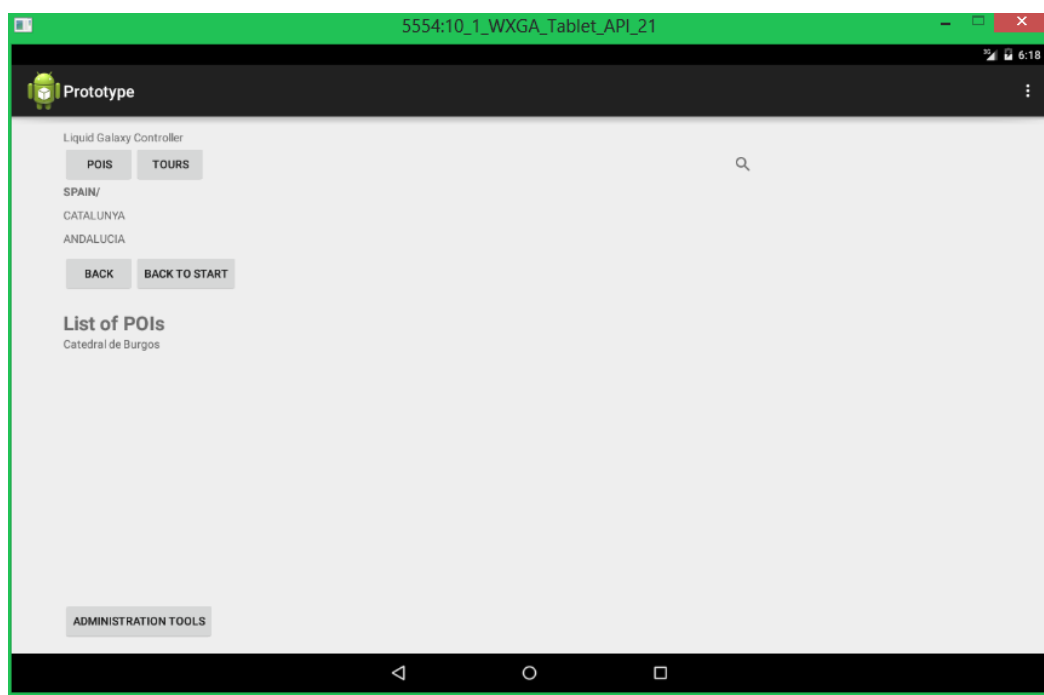 5554:10_1_WXGA_Tablet_API_21
3G 6:18
Prototype
Liquid Galaxy Controller
POIS TOURS
SPAIN/
CATALUNYA
ANDALUCIA
BACK BACK TO START
List of POIs
Catedral de Burgos
ADMINISTRATION TOOLS